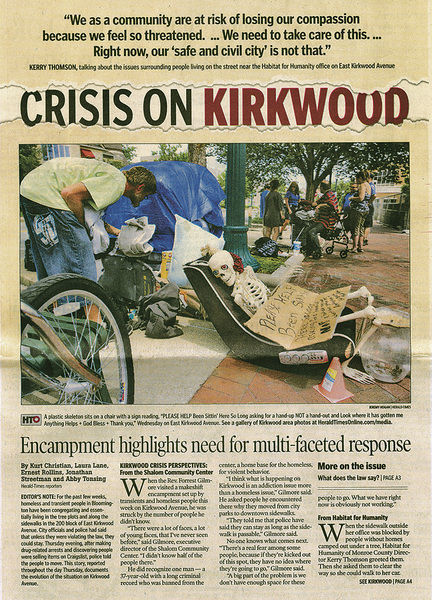 “We as a community are at risk of losing our compassion
because we feel so threatened. ... We need to take care of this. ...
Right now, our ‘safe and civil city’ is not that.”
KERRY THOMSON, talking about the issues surrounding people living on the street near the Habitat for Humanity office on East Kirkwood Avenue
CRISIS ON KIRKWOOD
PLEASE HELP
Been Sittin'
JEREMY HOGAN | HERALD-TIMES
HTO
A plastic skeleton sits on a chair with a sign reading, "PLEASE HELP Been Sittin' Here So Long asking for a hand-up NOT a hand-out and Look where it has gotten me
Anything Helps + God Bless + Thank you," Wednesday on East Kirkwood Avenue. See a gallery of Kirkwood area photos at HeraldTimesOnline.com/media.
Encampment highlights need for multi-faceted response
By Kurt Christian, Laura Lane,
Ernest Rollins, Jonathan
Streetman and Abby Tonsing
Herald-Times reporters
EDITOR'S NOTE: For the past few weeks,
homeless and transient people in Blooming-
ton have been congregating and essen-
tially living in the tree plots and along the
sidewalks in the 200 block of East Kirkwood
Avenue. City officials and police had said
that unless they were violating the law, they
could stay. Thursday evening, after making
drug-related arrests and discovering people
were selling items on Craigslist, police told
the people to move. This story, reported
throughout the day Thursday, documents
the evolution of the situation on Kirkwood
Avenue.
KIRKWOOD CRISIS PERSPECTIVES:
From the Shalom Community Center
When the Rev. Forrest Gilm-
ore visited a makeshift
encampment set up by
transients and homeless people this
week on Kirkwood Avenue, he was
struck by the number of people he
didn't know.
"There were a lot of faces, a lot
of young faces, that I've never seen
before," said Gilmore, executive
director of the Shalom Community
Center. "I didn't know half of the
people there."
He did recognize one man — a
37-year-old with a long criminal
record who was banned from the
center, a home base for the homeless,
for violent behavior.
"I think what is happening on
Kirkwood is an addiction issue more
than a homeless issue," Gilmore said.
He asked people he encountered
there why they moved from city
parks to downtown sidewalks.
"They told me that police have
said they can stay as long as the side-
walk is passable," Gilmore said.
No one knows what comes next.
"There's a real fear among some
people, because if they're kicked out
of this spot, they have no idea where
they're going to go," Gilmore said.
"A big part of the problem is we
don't have enough space for these
More on the issue
What does the law say? | PAGE A3
people to go. What we have right
now is obviously not working."
From Habitat for Humanity
When the sidewalk outside
her office was blocked by
people without homes
camped out under a tree, Habitat for
Humanity of Monroe County Direc-
tor Kerry Thomson greeted them.
Then she asked them to clear the
way so she could walk to her car.
SEE KIRKWOOD | PAGE A4